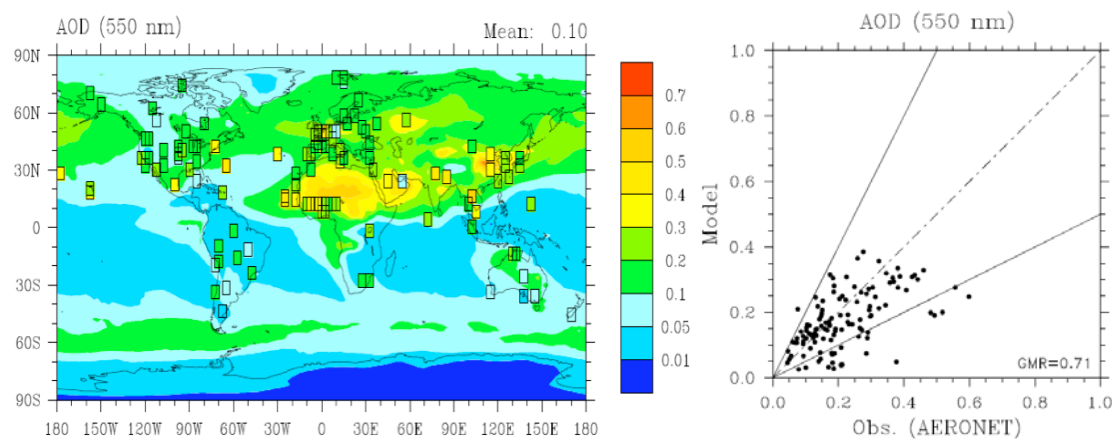 AOD (550 nm)
Mean: 0.10
90N
60N
30N
0
30S
60S
90S
180 150W 120W 90W 60W 30W 0 30E 60E 90E 120E 150E 180
0.7
0.6
0.5
0.4
0.3
0.2
0.1
0.05
0.01
AOD (550 nm)
Model
1.0
0.8
0.6
0.4
0.2
0.0
GMR=0.71
0.0 0.2 0.4 0.6 0.8 1.0
Obs. (AERONET)